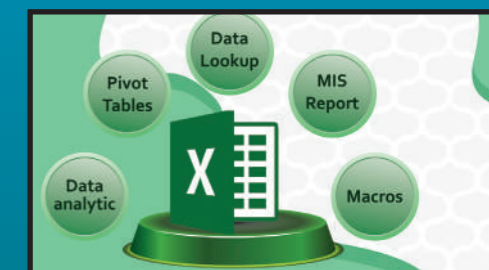 Data
Lookup
Pivot
Tables
MIS
Report
Data
analytic
Macros
X